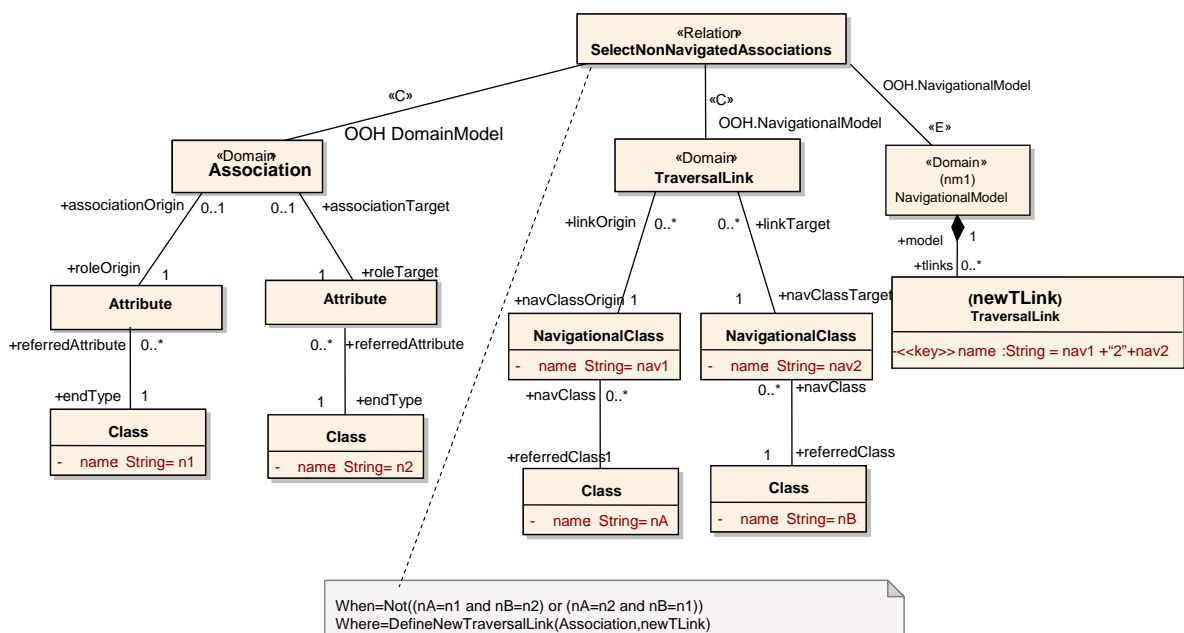 «Relation»
SelectNonNavigatedAssociations
«C»
OOH DomainModel
«C»
OOH.NavigationalModel
OOH.NavigationalModel
«E»
«Domain»
Association
«Domain»
TraversalLink
«Domain»
(nm1)
NavigationalModel
+associationOrigin
0..1
0..1
+associationTarget
+linkOrigin
0..*
0..*
+linkTarget
+model
1
+tlinks
0..*
+roleOrigin
1
1
+roleTarget
+navClassOrigin
1
1
+navClassTarget
Attribute
Attribute
(newTLink)
TraversalLink
-<<key>> name :String = nav1 +“2”+nav2
NavigationalClass
- name: String= nav1
NavigationalClass
- name: String= nav2
+referredAttribute
0..*
0..*
+referredAttribute
+navClass
0..*
0..*
+navClass
+endType
1
1
+endType
Class
- name: String= n1
Class
- name: String= n2
+referredClass
1
1
+referredClass
Class
- name: String= nA
Class
- name: String= nB
When=Not((nA=n1 and nB=n2) or (nA=n2 and nB=n1))
Where=DefineNewTraversalLink(Association,newTLink)